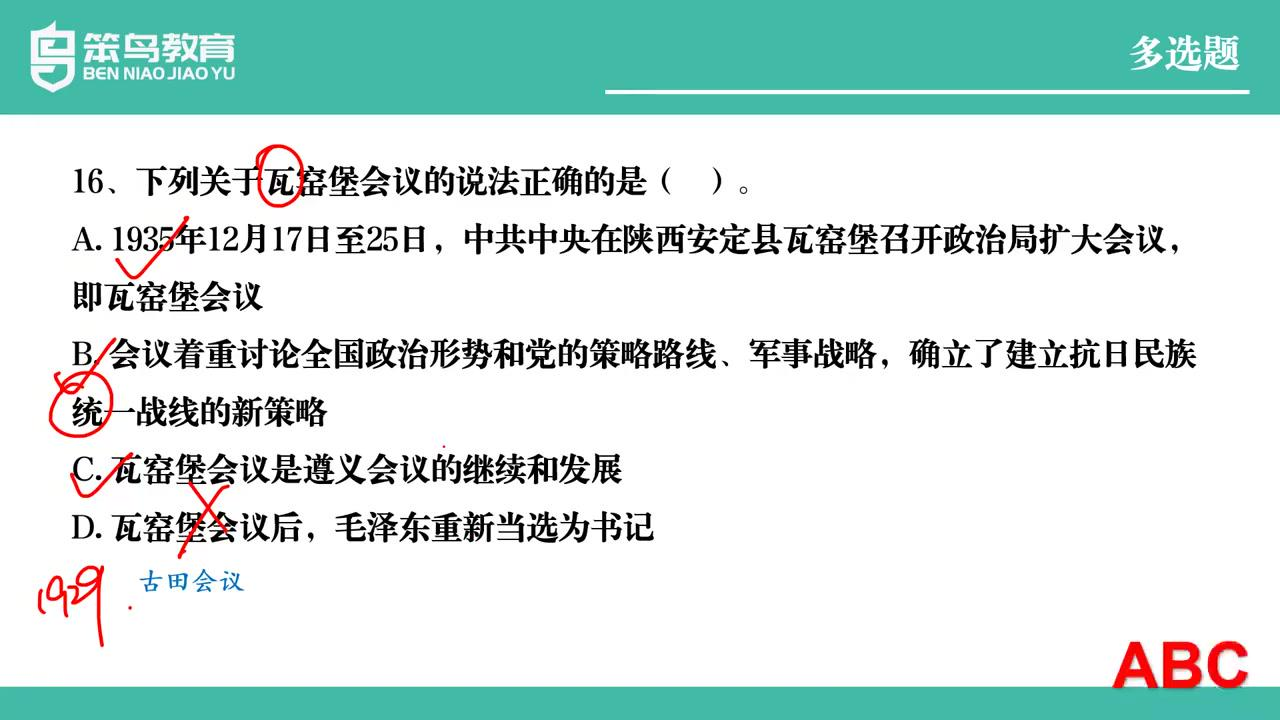 笨鸟教育
BEN NIAO JIAO YU
多选题
16、下列关于瓦窑堡会议的说法正确的是（ ）。
A. 1935年12月17日至25日，中共中央在陕西安定县瓦窑堡召开政治局扩大会议，
即瓦窑堡会议
B. 会议着重讨论全国政治形势和党的策略路线、军事战略，确立了建立抗日民族
统一战线的新策略
C. 瓦窑堡会议是遵义会议的继续和发展
D. 瓦窑堡会议后，毛泽东重新当选为书记
1929
古田会议
ABC